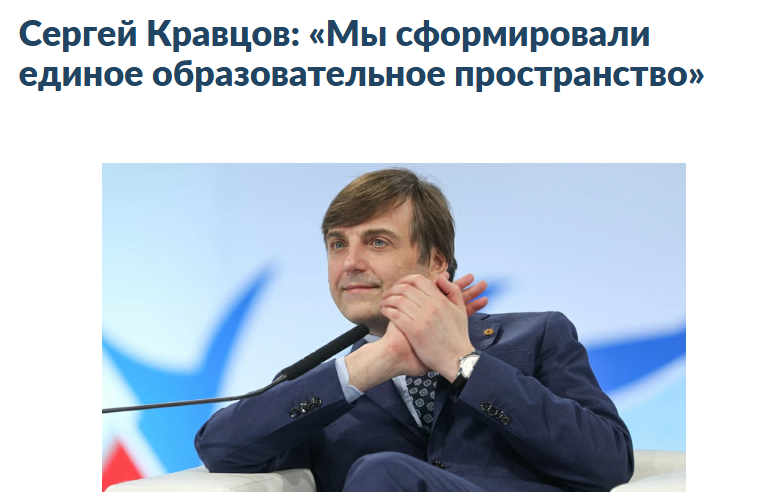 Сергей Кравцов: «Мы сформировали
единое образовательное пространство»